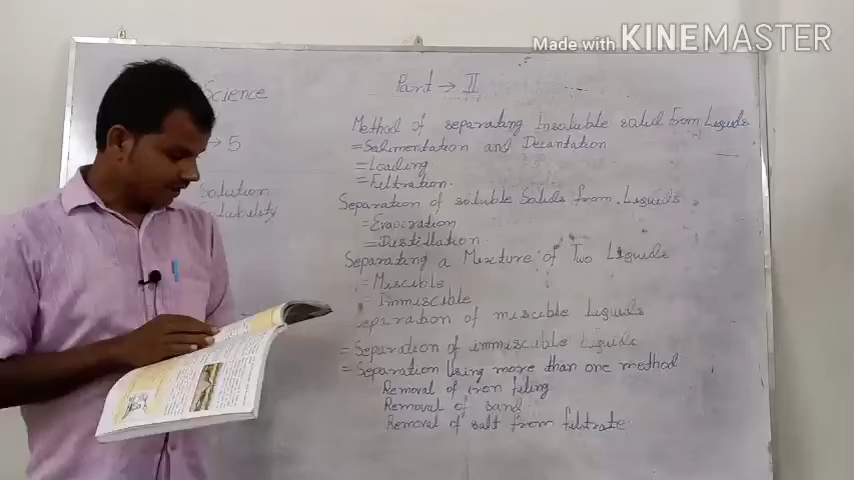 Made with KINEMASTER
Science
Part → II
→ 5
Solution
Method of separating Insoluble solid From Liquids
= Sedimentation and Decantation
= Loading
= Filtration.
Separation of soluble Solids from Liquids
= Evaporation
= Distillation
Separating a Mixture of Two Liquids
= Miscible
= Immiscible
eparation of miscible Liquids
= Separation of immiscible Liquids
= Separation Using more than one method
Removal of iron filing
Removal of sand
Removal of salt from filtrate